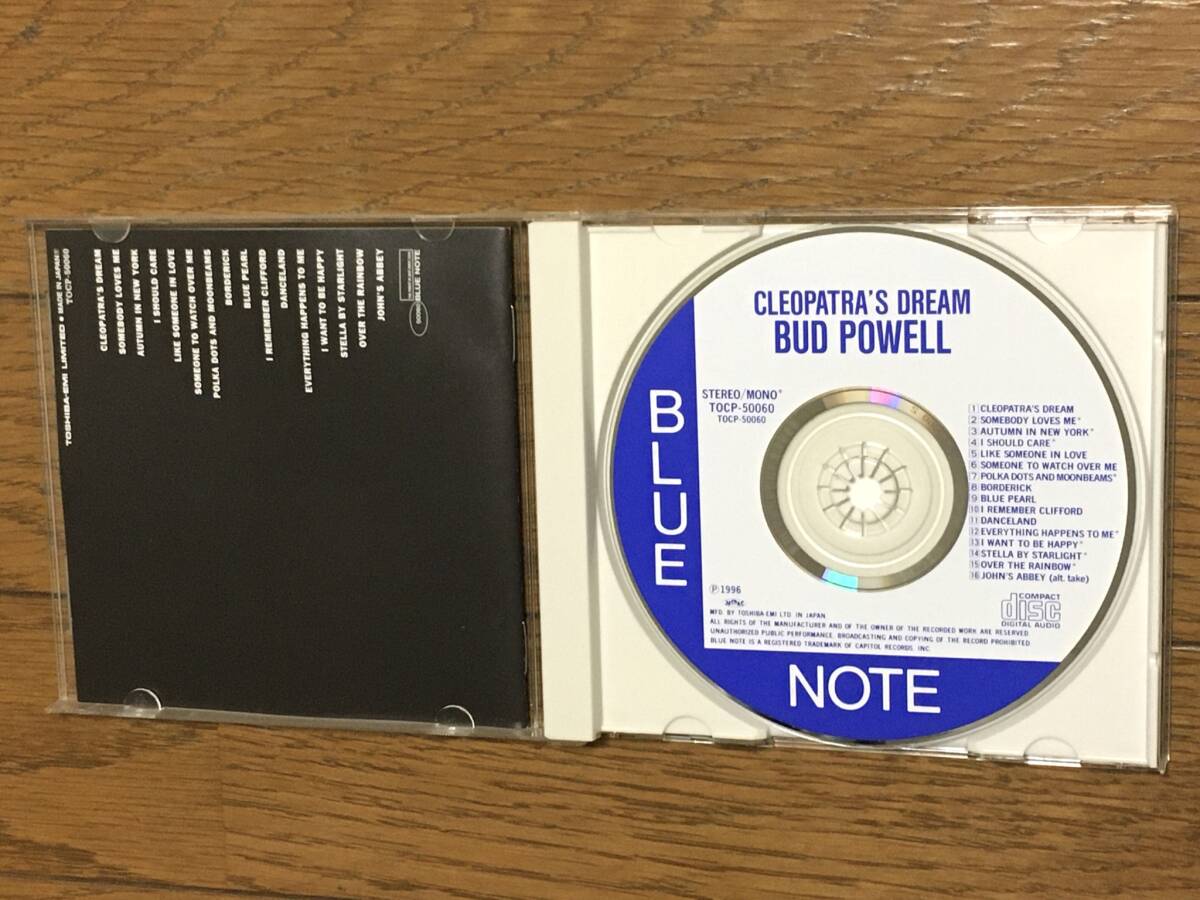 TOSHIBA-EMI LIMITED ● MADE IN JAPAN
TOCP-50060
CLEOPATRA'S DREAM
SOMEBODY LOVES ME
AUTUMN IN NEW YORK
I SHOULD CARE
LIKE SOMEONE IN LOVE
SOMEONE TO WATCH OVER ME
POLKA DOTS AND MOONBEAMS
BORDERICK
BLUE PEARL
I REMEMBER CLIFFORD
DANCELAND
EVERYTHING HAPPENS TO ME
I WANT TO BE HAPPY
STELLA BY STARLIGHT
OVER THE RAINBOW
JOHN'S ABBEY
BLUE NOTE
CLEOPATRA'S DREAM
BUD POWELL
STEREO/MONO*
TOCP-50060
TOCP-50060
1 CLEOPATRA'S DREAM
2 SOMEBODY LOVES ME*
3 AUTUMN IN NEW YORK*
4 I SHOULD CARE*
5 LIKE SOMEONE IN LOVE
6 SOMEONE TO WATCH OVER ME
7 POLKA DOTS AND MOONBEAMS*
8 BORDERICK
9 BLUE PEARL
10 I REMEMBER CLIFFORD
11 DANCELAND
12 EVERYTHING HAPPENS TO ME*
13 I WANT TO BE HAPPY*
14 STELLA BY STARLIGHT*
15 OVER THE RAINBOW*
16 JOHN'S ABBEY (alt. take)
BLUE
NOTE
Ⓟ1996
COMPACT
disc
DIGITAL AUDIO
MFD. BY TOSHIBA-EMI LTD. IN JAPAN
ALL RIGHTS OF THE MANUFACTURER AND OF THE OWNER OF THE RECORDED WORK ARE RESERVED.
UNAUTHORIZED PUBLIC PERFORMANCE, BROADCASTING AND COPYING OF THE RECORD PROHIBITED.
BLUE NOTE IS A REGISTERED TRADEMARK OF CAPITOL RECORDS, INC.